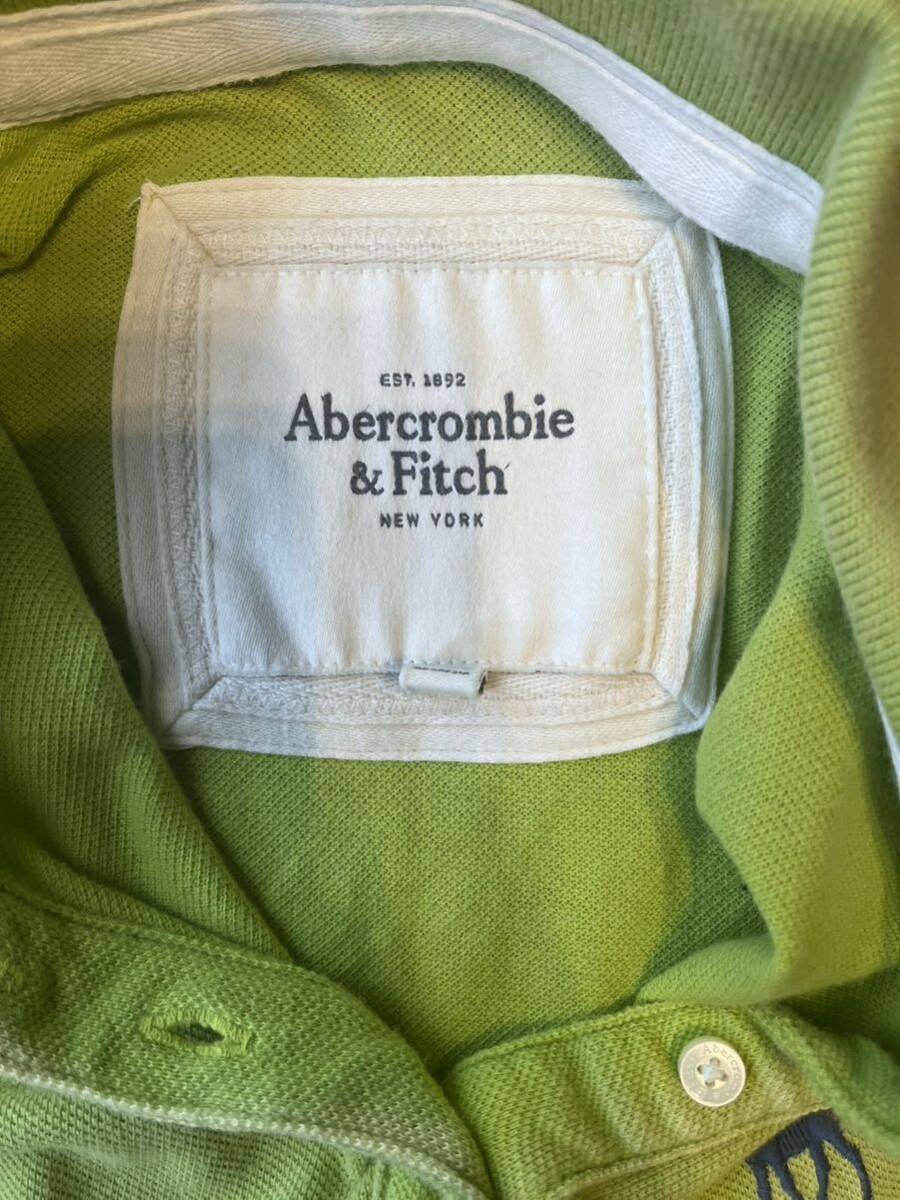 EST. 1892
Abercrombie
& Fitch
NEW YORK